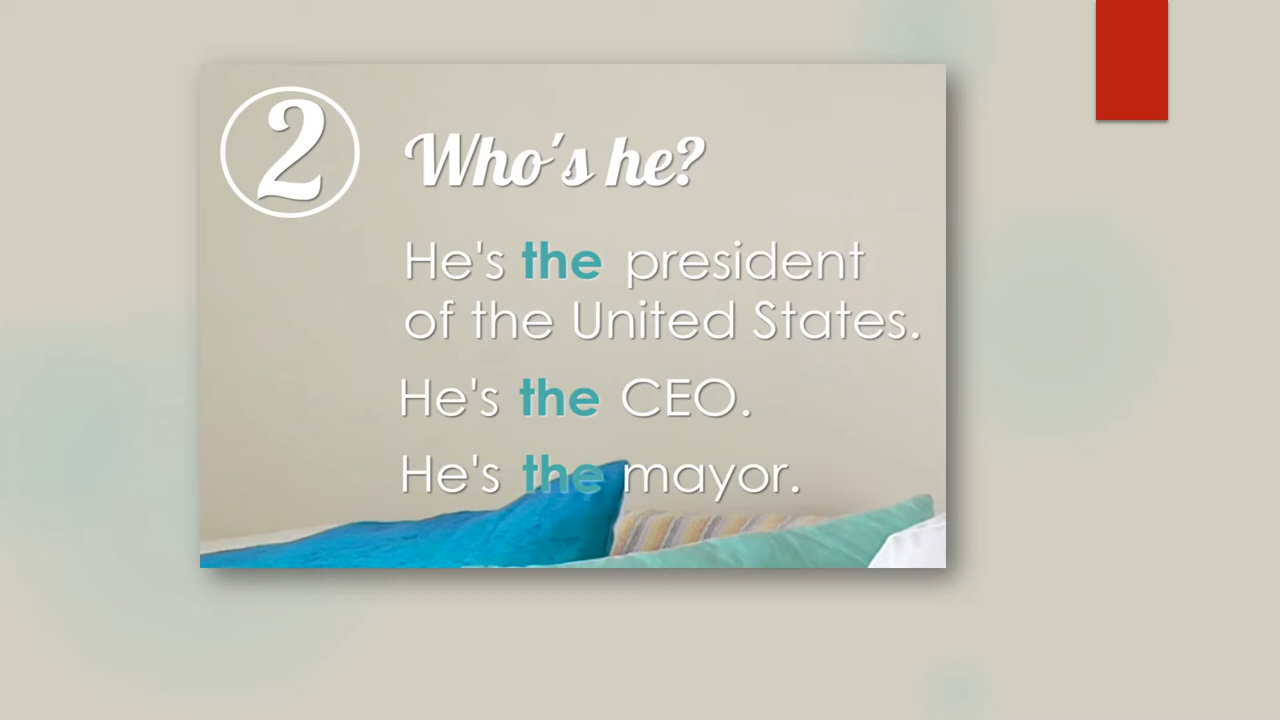 2
Who's he?
He's the president
of the United States.
He's the CEO.
He's the mayor.